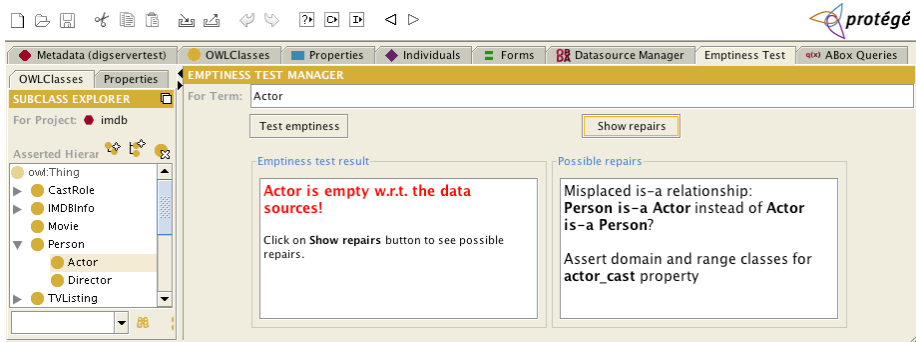 protégé
Metadata (digservertest) OWLClasses Properties Individuals Forms Datasource Manager Emptiness Test q(x) ABox Queries
OWLClasses Properties
EMPTINESS TEST MANAGER
SUBCLASS EXPLORER
For Term: Actor
For Project: imdb
Test emptiness Show repairs
Asserted Hierar
owl:Thing
CastRole
IMDBInfo
Movie
Person
Actor
Director
TVListing
Emptiness test result
Actor is empty w.r.t. the data
sources!
Click on Show repairs button to see possible
repairs.
Possible repairs
Misplaced is-a relationship:
Person is-a Actor instead of Actor
is-a Person?
Assert domain and range classes for
actor_cast property